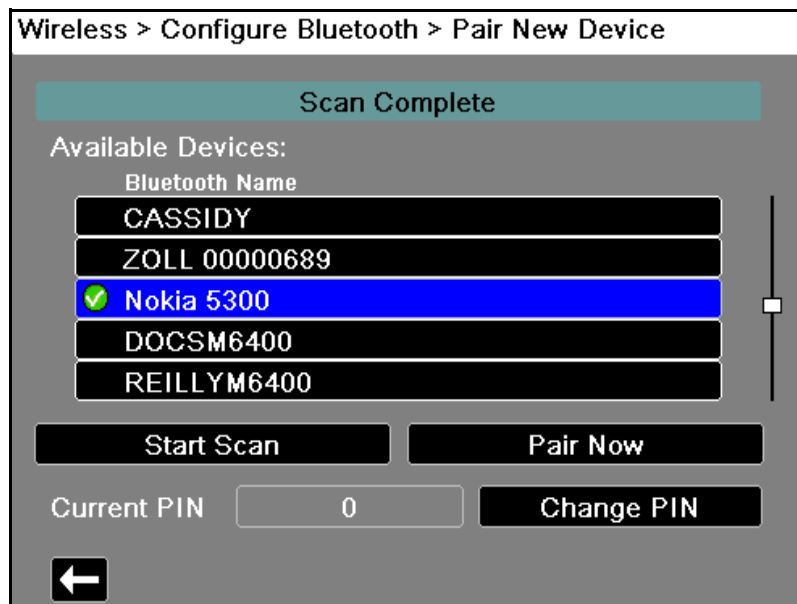 Wireless > Configure Bluetooth > Pair New Device
Scan Complete
Available Devices:
Bluetooth Name
CASSIDY
ZOLL 00000689
Nokia 5300
DOCSM6400
REILLYM6400
Start Scan
Pair Now
Current PIN
0
Change PIN